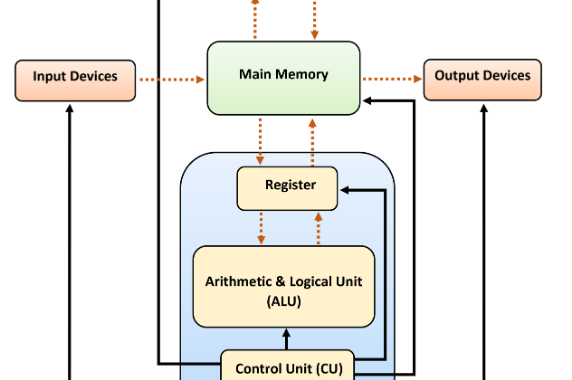 Input Devices
Main Memory
Output Devices
Register
Arithmetic & Logical Unit
(ALU)
Control Unit (CU)